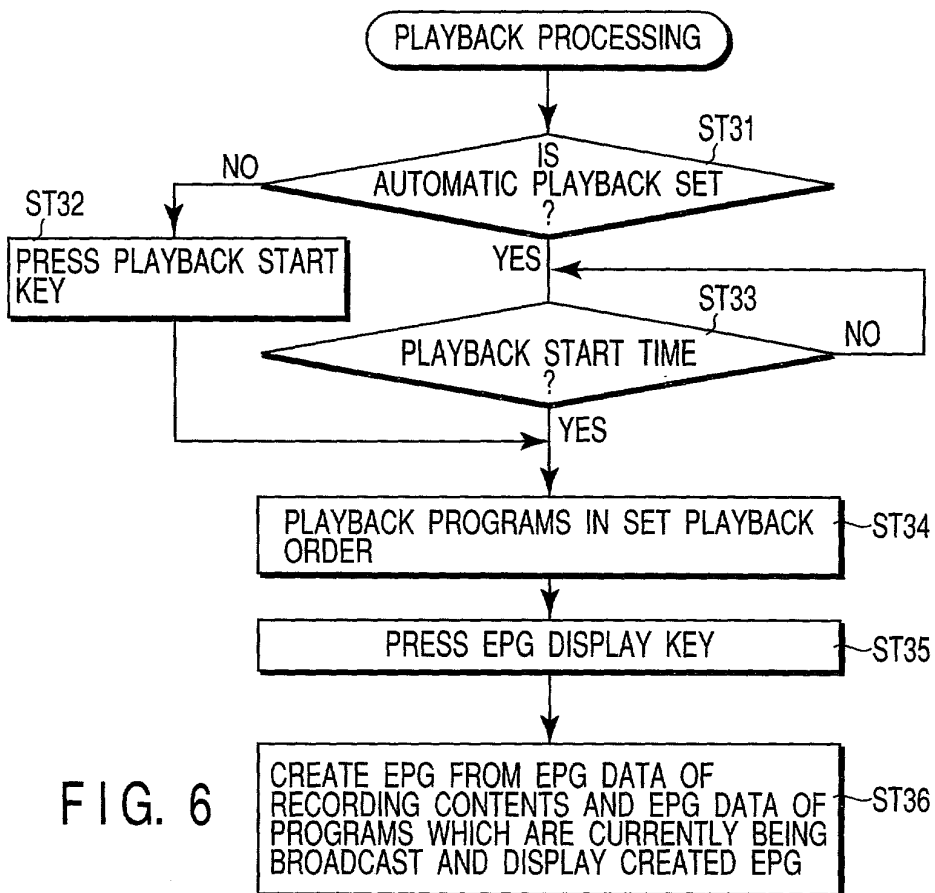 PLAYBACK PROCESSING
ST31
IS
AUTOMATIC PLAYBACK SET
?
NO
YES
ST32
PRESS PLAYBACK START
KEY
ST33
PLAYBACK START TIME
?
NO
YES
PLAYBACK PROGRAMS IN SET PLAYBACK
ORDER
ST34
PRESS EPG DISPLAY KEY
ST35
CREATE EPG FROM EPG DATA OF
RECORDING CONTENTS AND EPG DATA OF
PROGRAMS WHICH ARE CURRENTLY BEING
BROADCAST AND DISPLAY CREATED EPG
ST36
FIG. 6